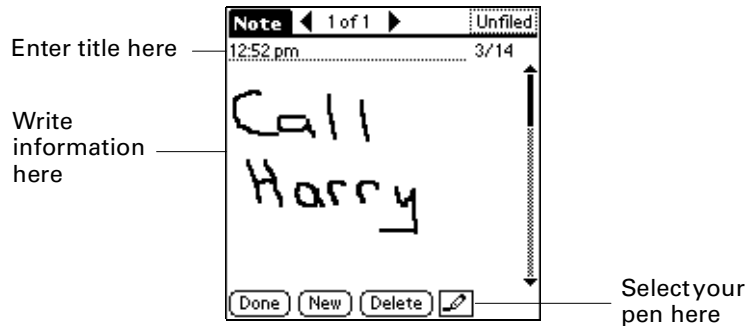 Note 1 of 1 Unfiled
Enter title here
12:52 pm 3/14
Call
Write
information
here
Harry
Done New Delete
Select your
pen here